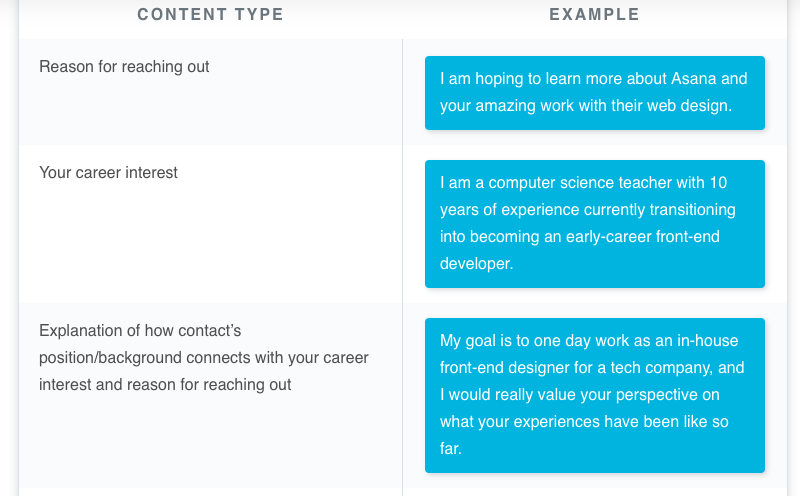 CONTENT TYPE
EXAMPLE
Reason for reaching out
I am hoping to learn more about Asana and
your amazing work with their web design.
Your career interest
I am a computer science teacher with 10
years of experience currently transitioning
into becoming an early-career front-end
developer.
Explanation of how contact’s
position/background connects with your career
interest and reason for reaching out
My goal is to one day work as an in-house
front-end designer for a tech company, and
I would really value your perspective on
what your experiences have been like so
far.